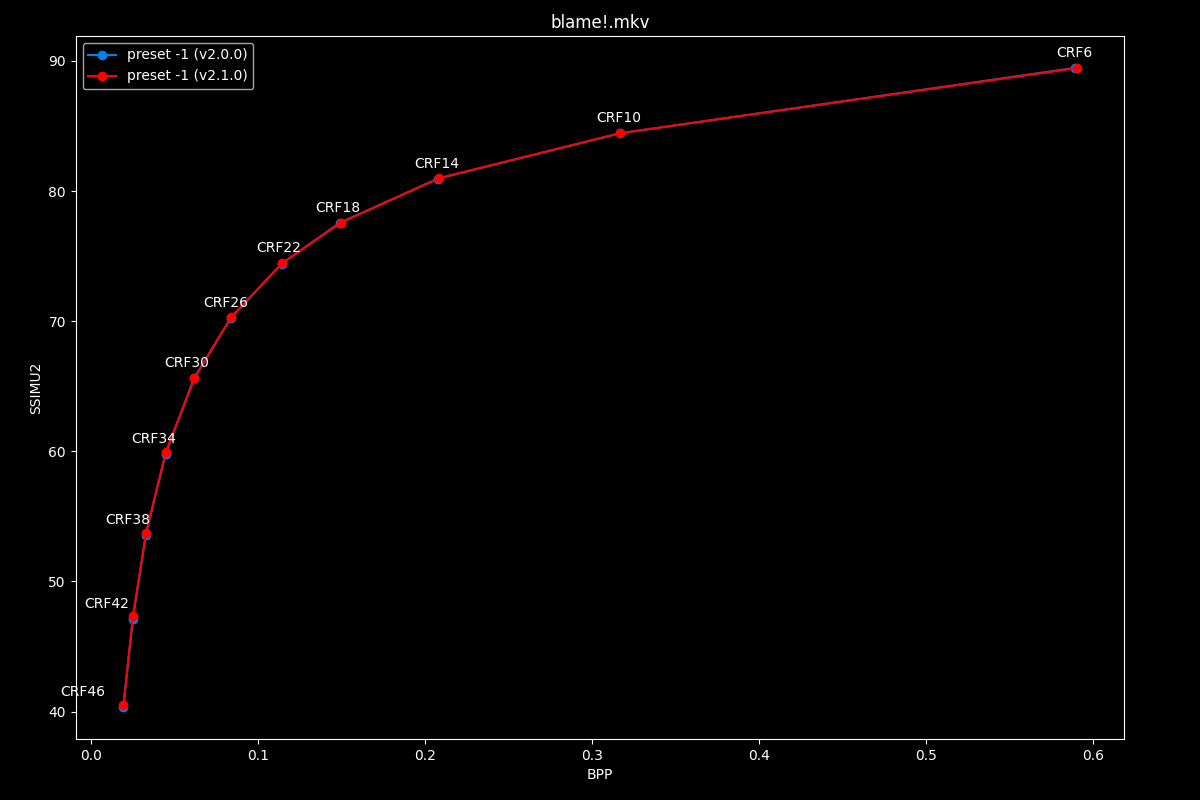 blame!.mkv
preset -1 (v2.0.0)
preset -1 (v2.1.0)
CRF6
CRF10
CRF14
CRF18
CRF22
CRF26
CRF30
CRF34
CRF38
CRF42
CRF46
90
80
70
60
50
40
SSIMU2
0.0 0.1 0.2 0.3 0.4 0.5 0.6
BPP